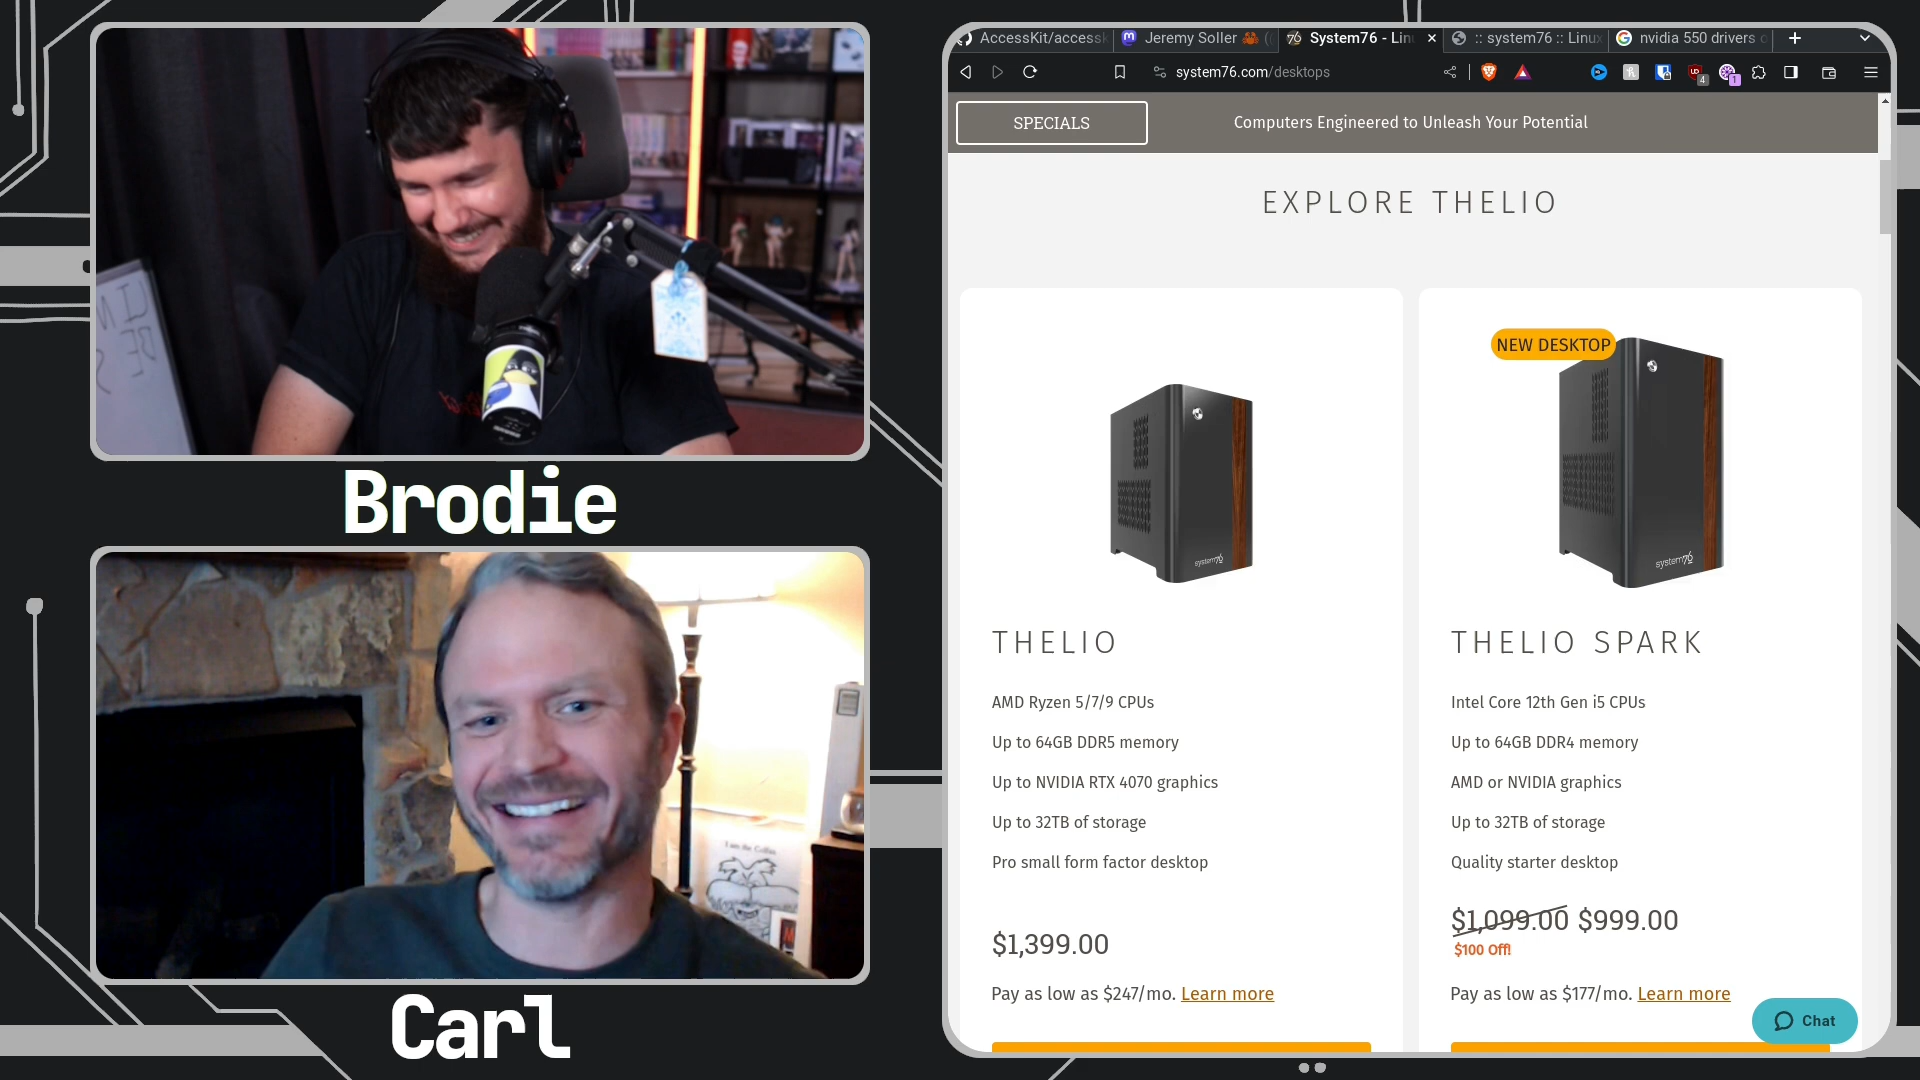 AccessKit/accessk
Jeremy Soller
System76 - Lin
:: system76 :: Linux
nvidia 550 drivers
system76.com/desktops
4
1
SPECIALS
Computers Engineered to Unleash Your Potential
EXPLORE THELIO
NEW DESKTOP
system76
system76
THELIO
AMD Ryzen 5/7/9 CPUs
Up to 64GB DDR5 memory
Up to NVIDIA RTX 4070 graphics
Up to 32TB of storage
Pro small form factor desktop
$1,399.00
Pay as low as $247/mo. Learn more
THELIO SPARK
Intel Core 12th Gen i5 CPUs
Up to 64GB DDR4 memory
AMD or NVIDIA graphics
Up to 32TB of storage
Quality starter desktop
$1,099.00 $999.00
$100 Off!
Pay as low as $177/mo. Learn more
Chat
Brodie
Carl